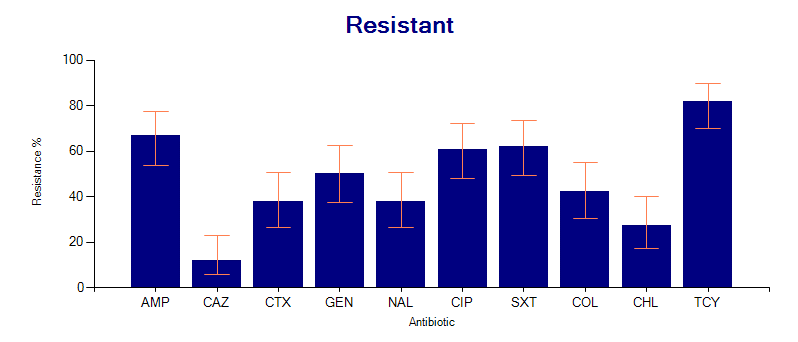 Resistant
100
80
60
40
20
0
Resistance %
AMP CAZ CTX GEN NAL CIP SXT COL CHL TCY
Antibiotic